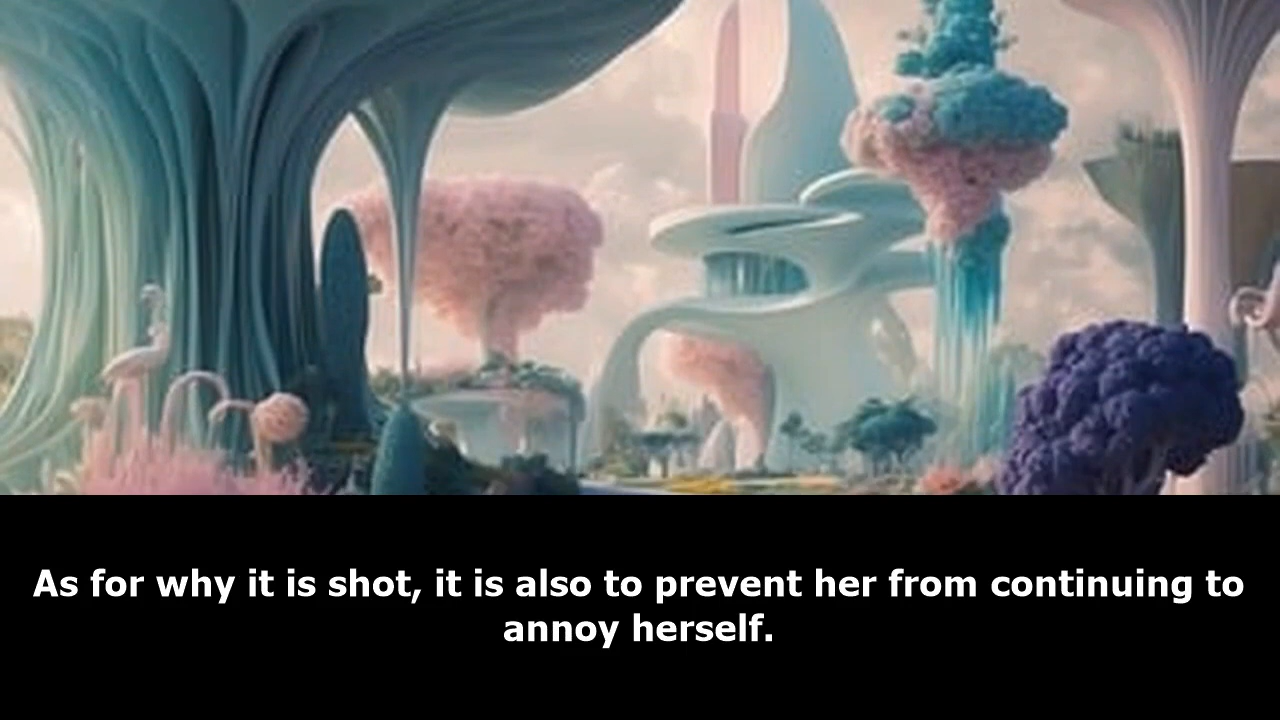 As for why it is shot, it is also to prevent her from continuing to
annoy herself.